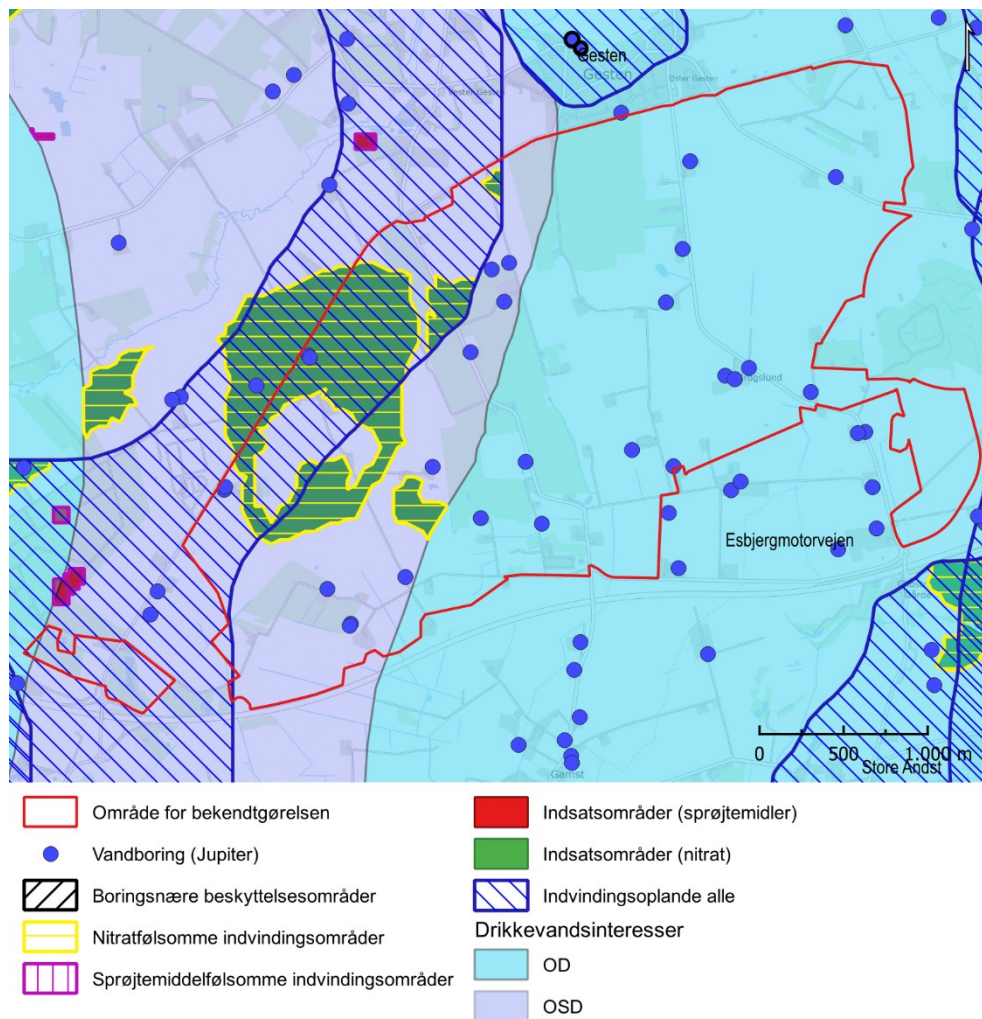 Gesten
Gesten
Vester Gesten
Øster Gesten
Esbjergmotorvejen
Gamst
0 500 1.000 m
Store Andst
Område for bekendtgørelsen
Vandboring (Jupiter)
Boringsnære beskyttelsesområder
Nitratfølsomme indvindingsområder
Sprøjtemiddelfølsomme indvindingsområder
Indsatsområder (sprøjtemidler)
Indsatsområder (nitrat)
Indvindingsoplande alle
Drikkevandsinteresser
OD
OSD